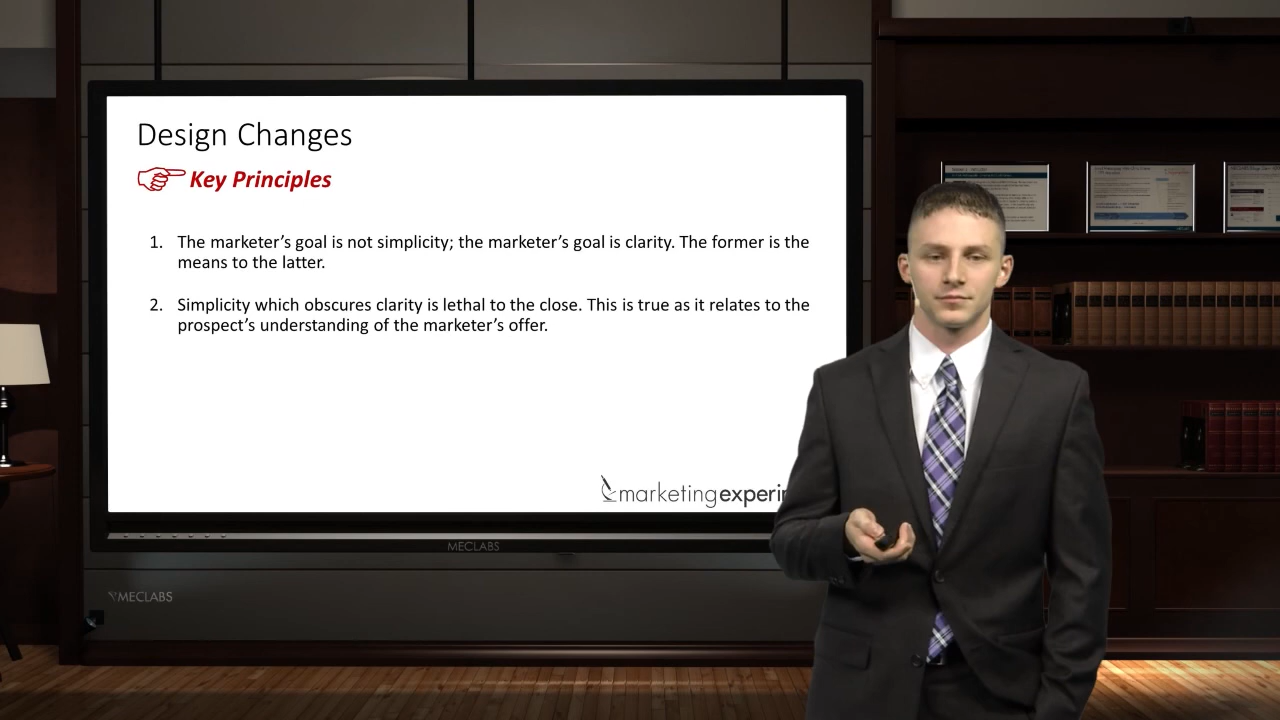 Design Changes
Key Principles
1. The marketer’s goal is not simplicity; the marketer’s goal is clarity. The former is the
means to the latter.
2. Simplicity which obscures clarity is lethal to the close. This is true as it relates to the
prospect’s understanding of the marketer’s offer.
marketingexperi
MECLABS
MECLABS